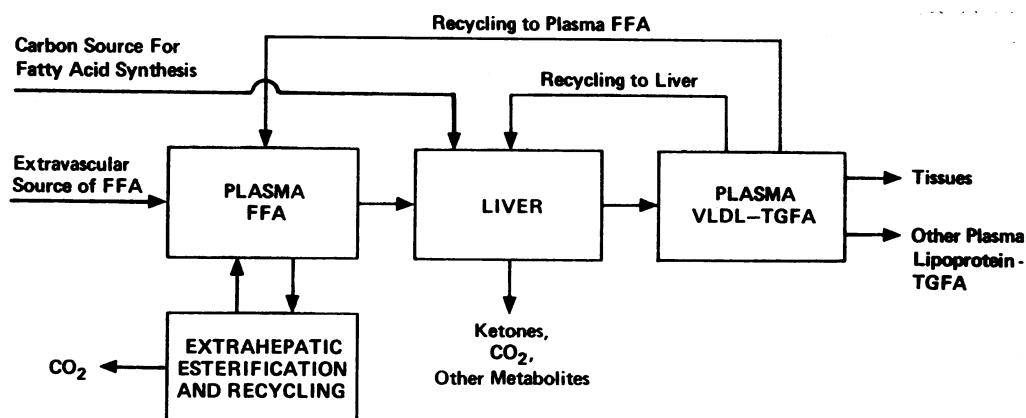 Recycling to Plasma FFA
Carbon Source For
Fatty Acid Synthesis
Recycling to Liver
Extravascular
Source of FFA
PLASMA
FFA
LIVER
PLASMA
VLDL–TGFA
Tissues
Other Plasma
Lipoprotein-
TGFA
EXTRAHEPATIC
ESTERIFICATION
AND RECYCLING
CO₂
Ketones,
CO₂,
Other Metabolites